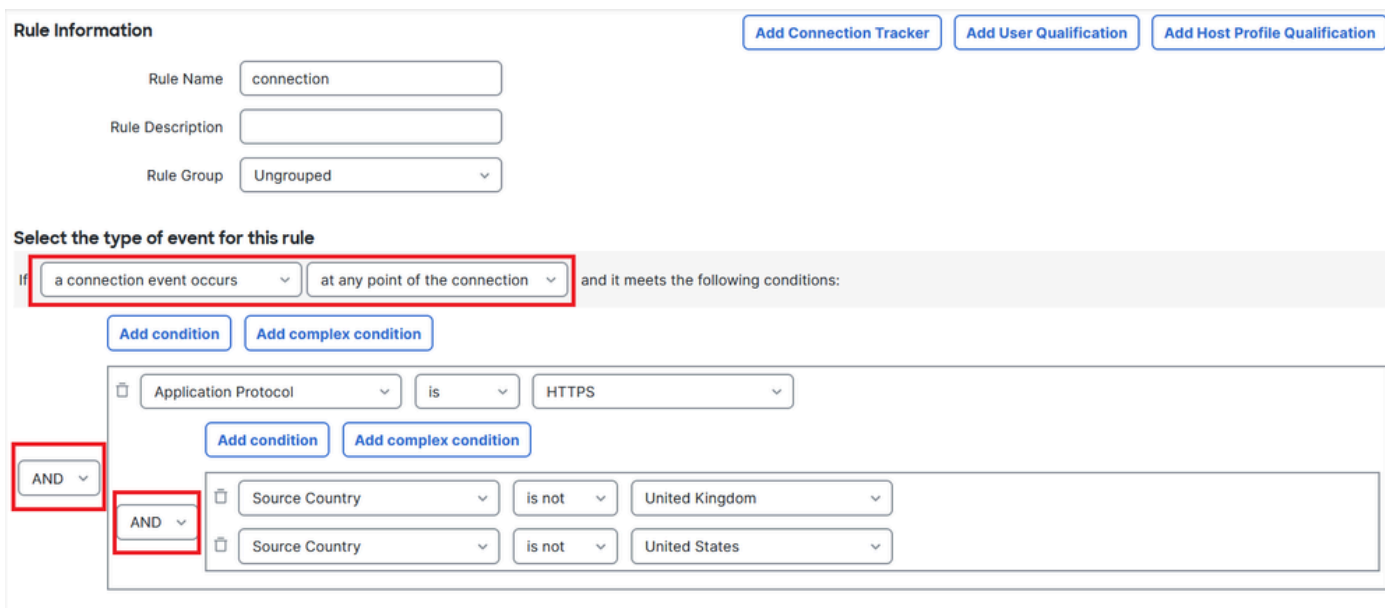 Rule Information
Add Connection Tracker
Add User Qualification
Add Host Profile Qualification
Rule Name connection
Rule Description
Rule Group Ungrouped
Select the type of event for this rule
If a connection event occurs at any point of the connection and it meets the following conditions:
Add condition Add complex condition
Application Protocol is HTTPS
Add condition Add complex condition
AND
AND
Source Country is not United Kingdom
Source Country is not United States